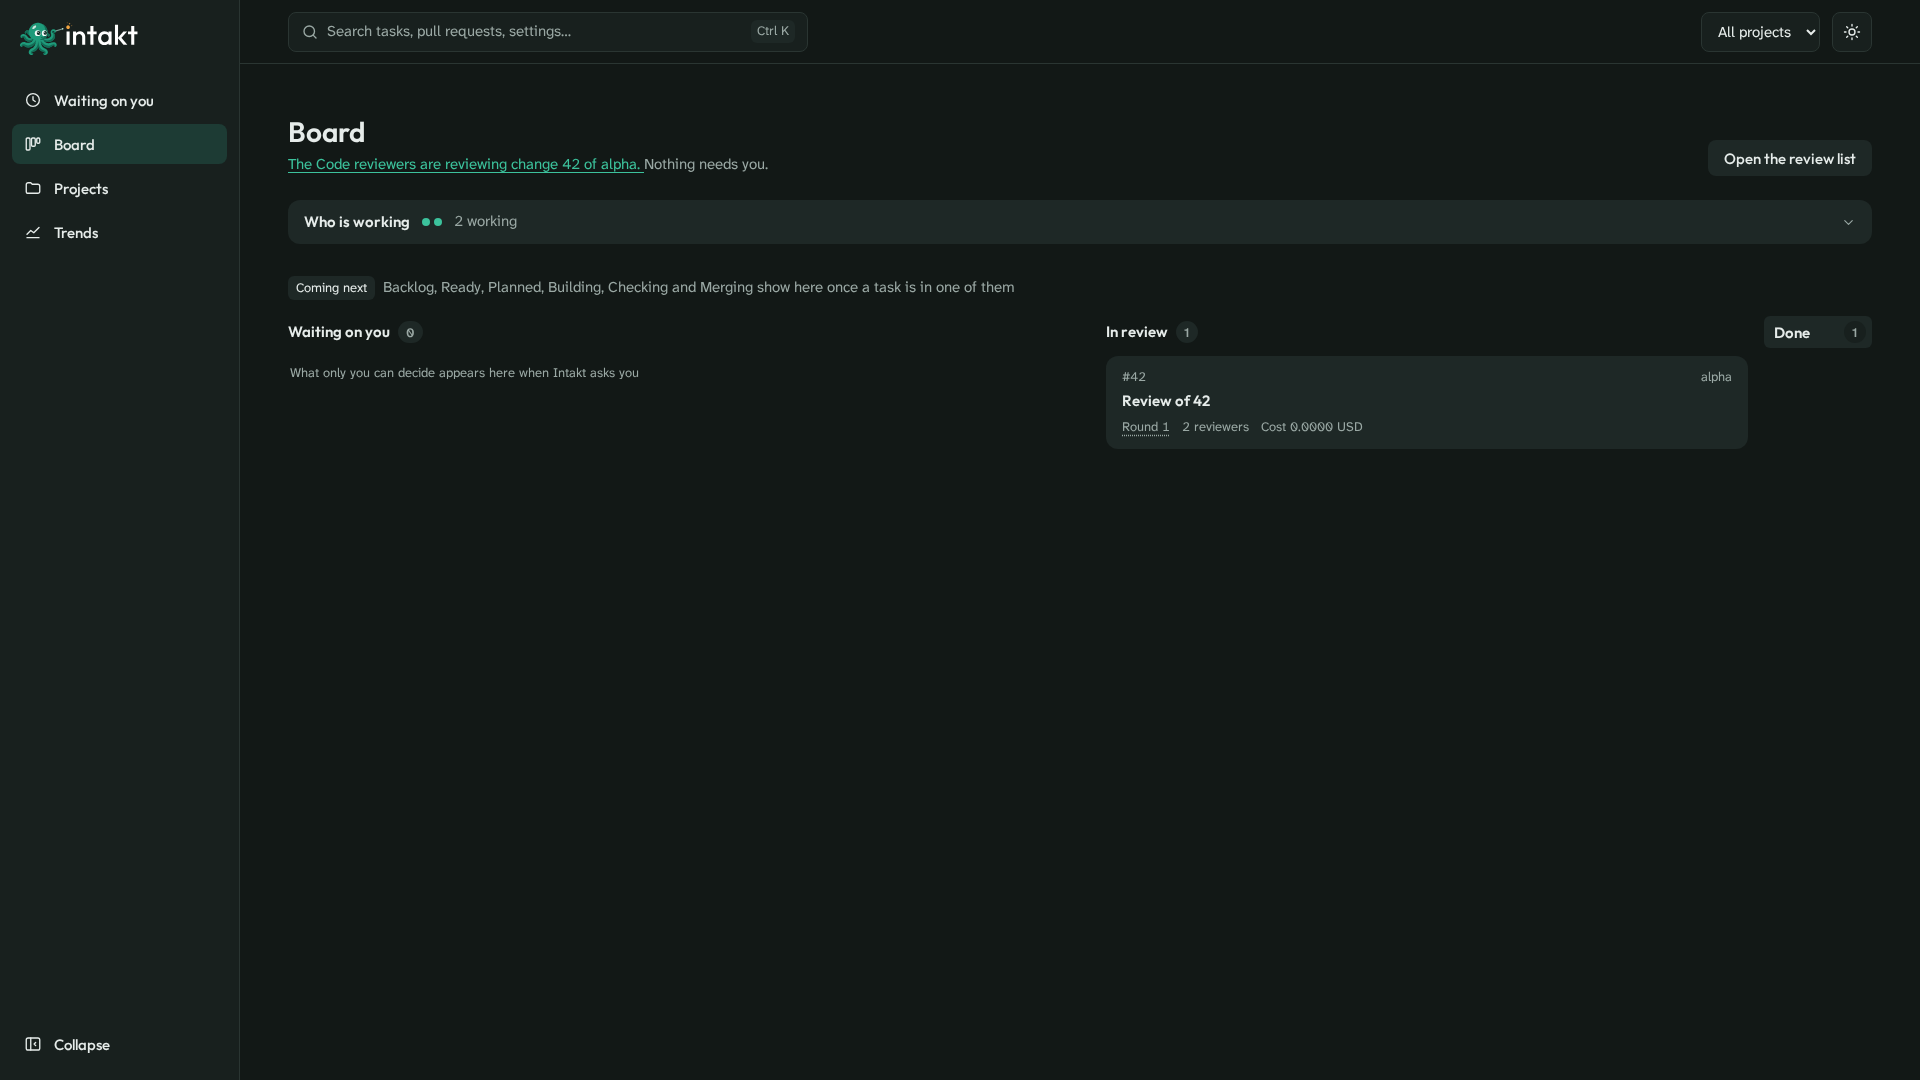 intakt
Search tasks, pull requests, settings...
Ctrl K
All projects
Waiting on you
Board
Projects
Trends
Board
The Code reviewers are reviewing change 42 of alpha. Nothing needs you.
Open the review list
Who is working
2 working
Coming next
Backlog, Ready, Planned, Building, Checking and Merging show here once a task is in one of them
Waiting on you 0
What only you can decide appears here when Intakt asks you
In review 1
#42
alpha
Review of 42
Round 1 2 reviewers Cost 0.0000 USD
Done 1
Collapse